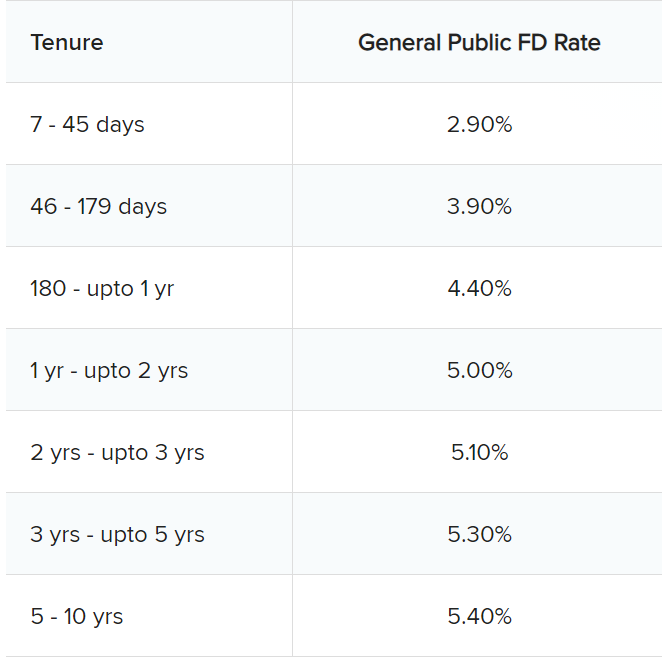 Tenure General Public FD Rate
7 - 45 days 2.90%
46 - 179 days 3.90%
180 - upto 1 yr 4.40%
1 yr - upto 2 yrs 5.00%
2 yrs - upto 3 yrs 5.10%
3 yrs - upto 5 yrs 5.30%
5 - 10 yrs 5.40%